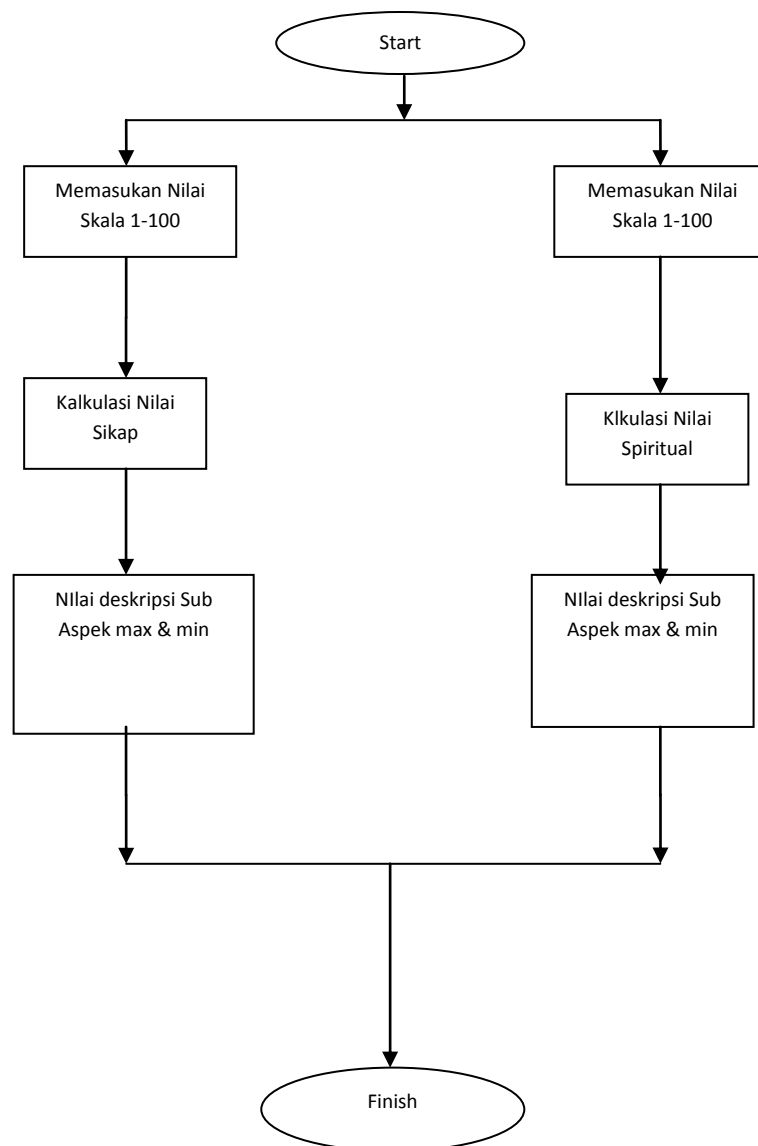 Start
Memasukan Nilai
Skala 1-100
Memasukan Nilai
Skala 1-100
Kalkulasi Nilai
Sikap
Klkulasi Nilai
Spiritual
NIlai deskripsi Sub
Aspek max & min
NIlai deskripsi Sub
Aspek max & min
Finish